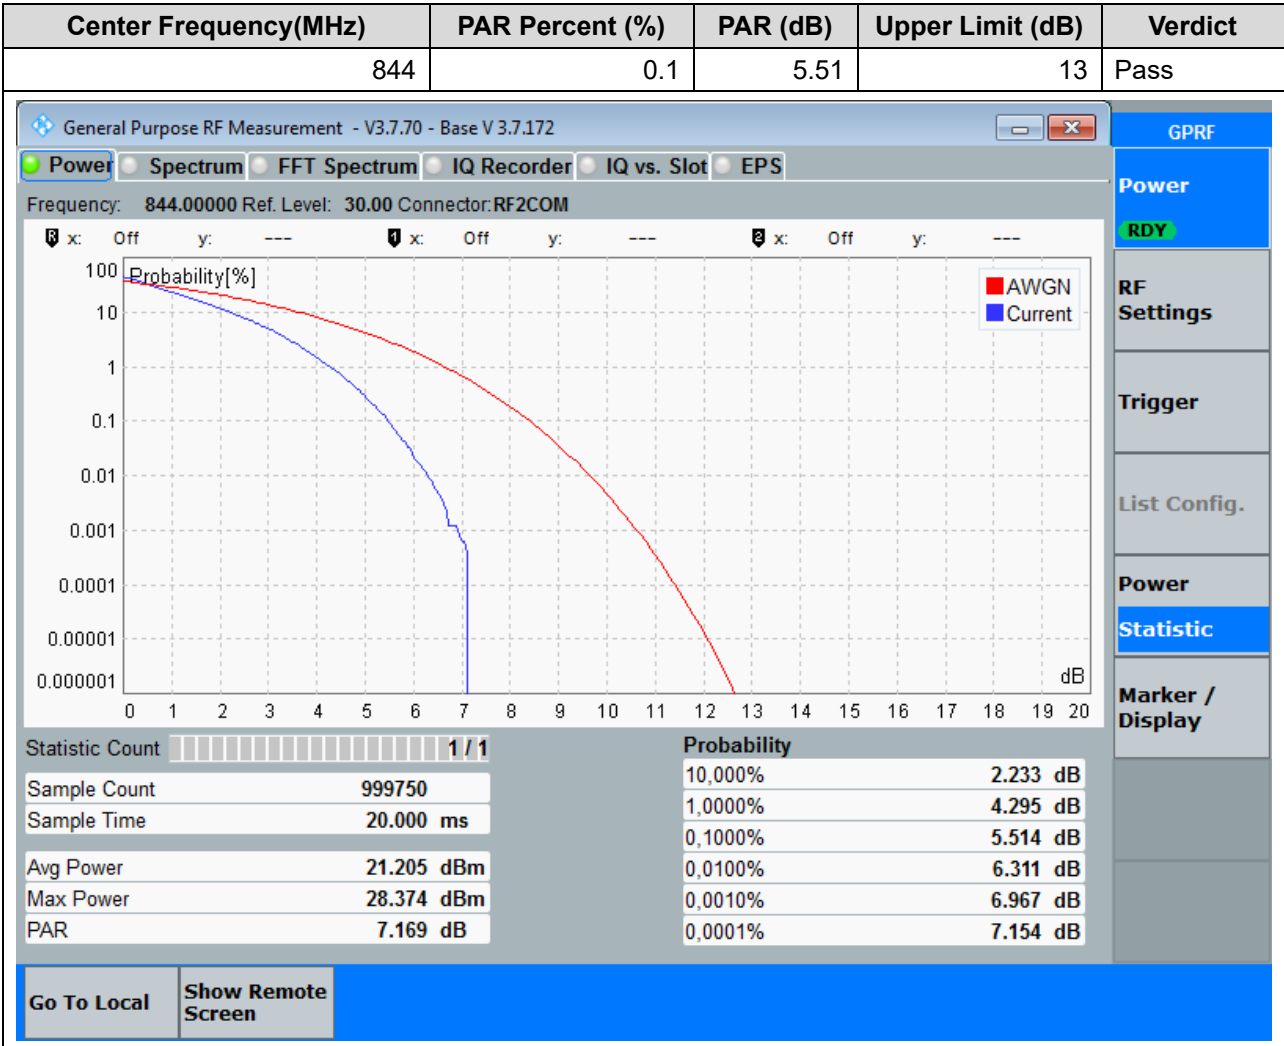 Center Frequency(MHz) PAR Percent (%) PAR (dB) Upper Limit (dB) Verdict
844 0.1 5.51 13 Pass
General Purpose RF Measurement - V3.7.70 - Base V 3.7.172
GPRF
Power Spectrum FFT Spectrum IQ Recorder IQ vs. Slot EPS
Power
RDY
Frequency: 844.00000 Ref. Level: 30.00 Connector:RF2COM
R x: Off y: --- 1 x: Off y: --- 2 x: Off y: ---
Probability[%]
AWGN
Current
100
10
1
0.1
0.01
0.001
0.0001
0.00001
0.000001
dB
0 1 2 3 4 5 6 7 8 9 10 11 12 13 14 15 16 17 18 19 20
RF
Settings
Trigger
List Config.
Power
Statistic
Marker /
Display
Statistic Count 1 / 1
Sample Count 999750
Sample Time 20.000 ms
Avg Power 21.205 dBm
Max Power 28.374 dBm
PAR 7.169 dB
Probability
10,000% 2.233 dB
1,0000% 4.295 dB
0,1000% 5.514 dB
0,0100% 6.311 dB
0,0010% 6.967 dB
0,0001% 7.154 dB
Go To Local
Show Remote
Screen